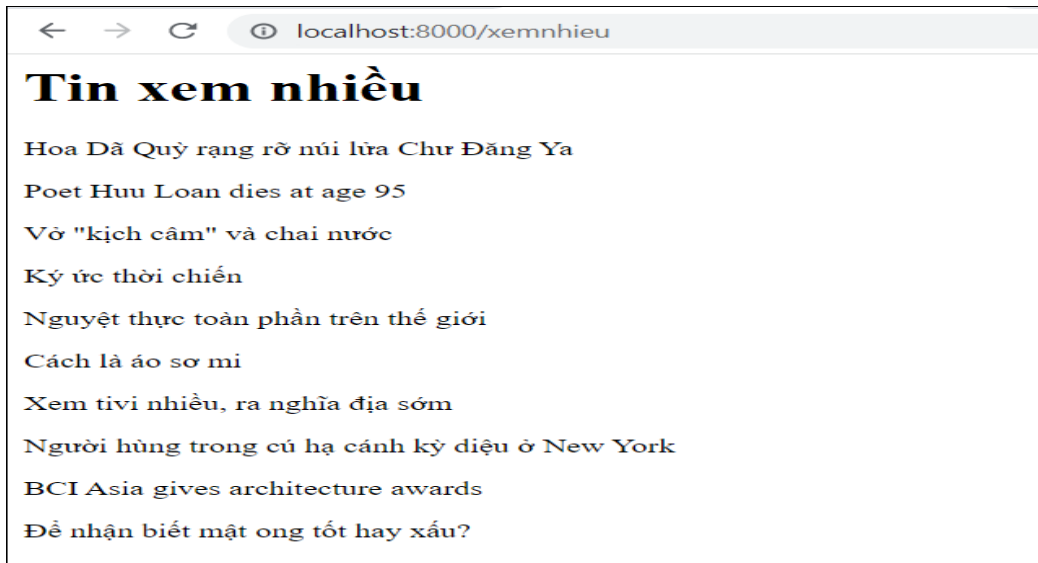 localhost:8000/xemnhieu
Tin xem nhiều
Hoa Dã Quỳ rạng rỡ núi lửa Chư Đăng Ya
Poet Huu Loan dies at age 95
Vở "kịch câm" và chai nước
Ký ức thời chiến
Nguyệt thực toàn phần trên thế giới
Cách là áo sơ mi
Xem tivi nhiều, ra nghĩa địa sớm
Người hùng trong cú hạ cánh kỳ diệu ở New York
BCI Asia gives architecture awards
Để nhận biết mật ong tốt hay xấu?